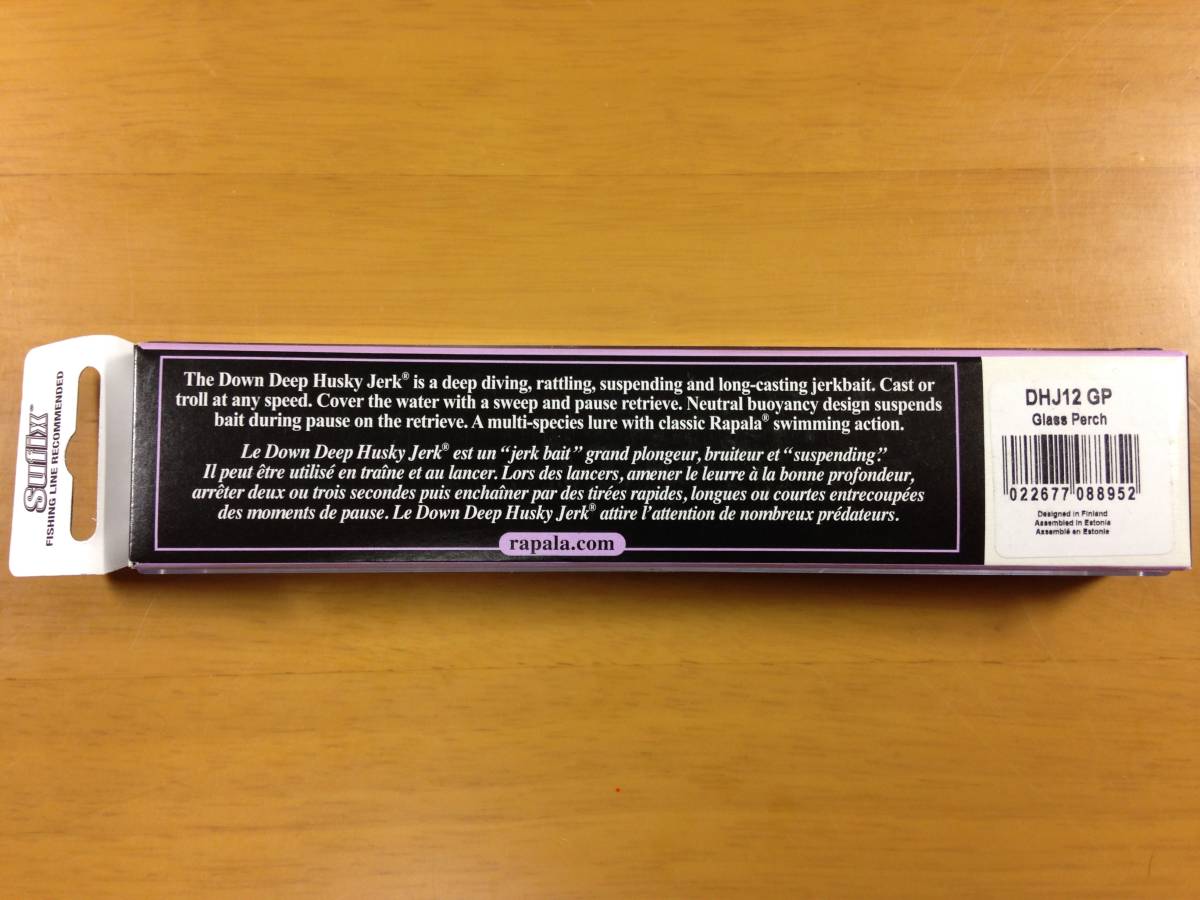 Sufix®
FISHING LINE RECOMMENDED
The Down Deep Husky Jerk® is a deep diving, rattling, suspending and long-casting jerkbait. Cast or
troll at any speed. Cover the water with a sweep and pause retrieve. Neutral buoyancy design suspends
bait during pause on the retrieve. A multi-species lure with classic Rapala® swimming action.
Le Down Deep Husky Jerk® est un "jerk bait" grand plongeur, bruiteur et "suspending."
Il peut être utilisé en traîne et au lancer. Lors des lancers, amener le leurre à la bonne profondeur,
arrêter deux ou trois secondes puis enchaîner par des tirées rapides, longues ou courtes entrecoupées
des moments de pause. Le Down Deep Husky Jerk® attire l'attention de nombreux prédateurs.
rapala.com
DHJ12 GP
Glass Perch
022677 088952
Designed in Finland
Assembled in Estonia
Assemblé en Estonie